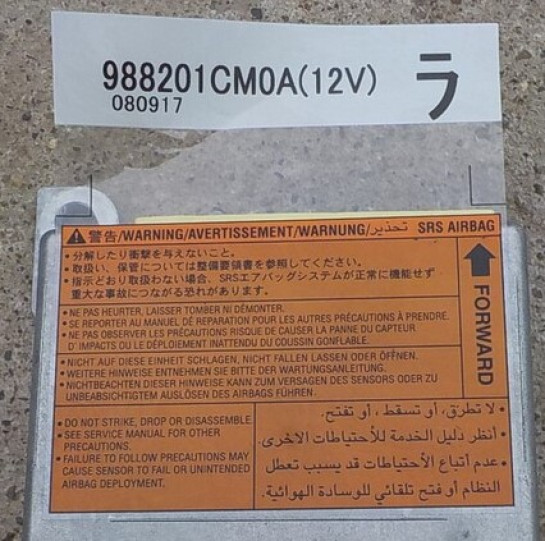 988201CM0A(12V) ラ
080917
警告/WARNING/AVERTISSEMENT/WARNUNG/تحذير SRS AIRBAG
• 分解したり衝撃を与えないこと。
• 取扱い、保管については整備要領書を参照してください。
• 指示どおり取扱わない場合、SRSエアバッグシステムが正常に機能せず
重大な事故につながる恐れがあります。
FORWARD
• NE PAS HEURTER, LAISSER TOMBER NI DÉMONTER.
• SE REPORTER AU MANUEL DE REPARATION POUR LES AUTRES PRÉCAUTIONS À PRENDRE.
• NE PAS OBSERVER LES PRÉCAUTIONS RISQUE DE CAUSER LA PANNE DU CAPTEUR
D' IMPACTS OU LE DÉPLOIEMENT INATTENDU DU COUSSIN GONFLABLE.
• NICHT AUF DIESE EINHEIT SCHLAGEN, NICHT FALLEN LASSEN ODER ÖFFNEN.
• WEITERE HINWEISE ENTNEHMEN SIE BITTE DER WARTUNGSANLEITUNG.
• NICHTBEACHTEN DIESER HINWEISE KANN ZUM VERSAGEN DES SENSORS ODER ZU
UNBEABSICHTIGTEM AUSLÖSEN DES AIRBAGS FÜHREN.
• DO NOT STRIKE, DROP OR DISASSEMBLE.
• SEE SERVICE MANUAL FOR OTHER
PRECAUTIONS.
• FAILURE TO FOLLOW PRECAUTIONS MAY
CAUSE SENSOR TO FAIL OR UNINTENDED
AIRBAG DEPLOYMENT.
• لا تطرق، أو تسقط، أو تفتح.
• أنظر دليل الخدمة للأحتياطات الاخرى.
• عدم أتباع الأحتياطات قد يسبب تعطل
النظام أو فتح تلقائي للوسادة الهوائية.